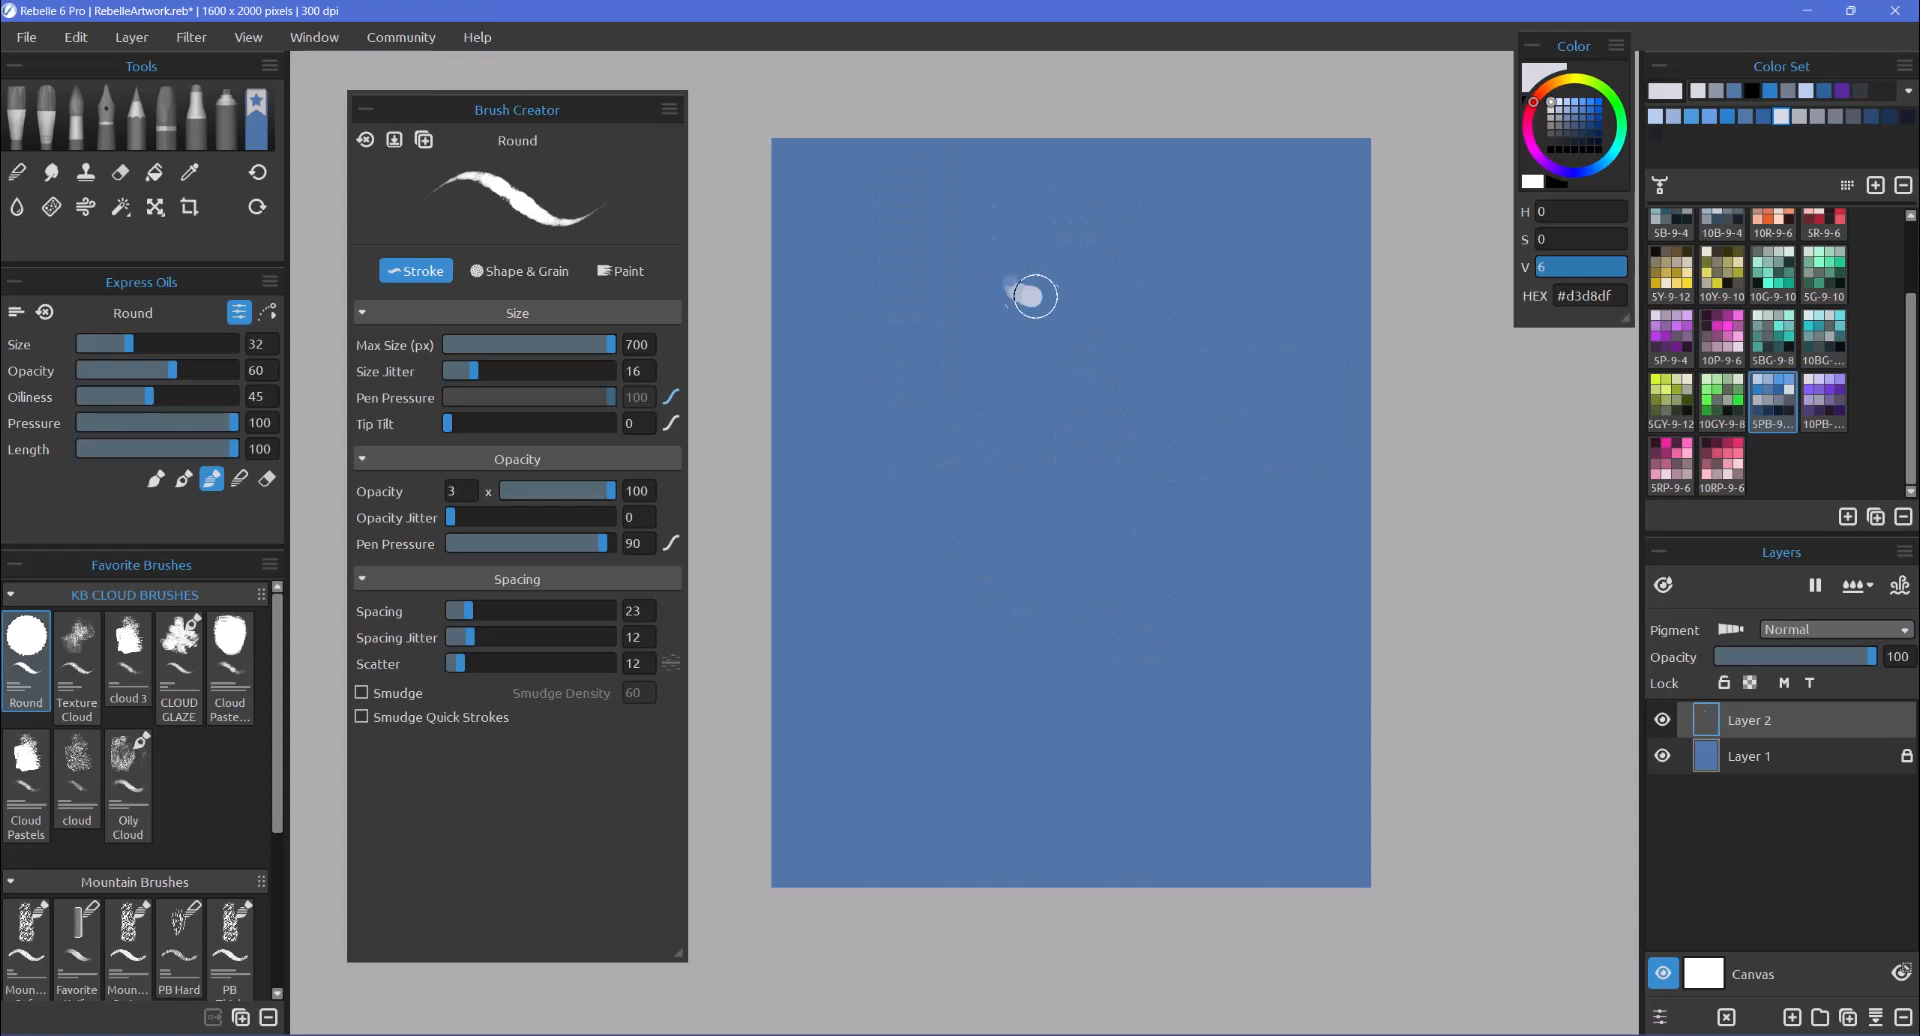 Rebelle 6 Pro | RebelleArtwork.reb* | 1600 x 2000 pixels | 300 dpi
File Edit Layer Filter View Window Community Help
Tools
Express Oils
Round
Size 32
Opacity 60
Oiliness 45
Pressure 100
Length 100
Favorite Brushes
KB CLOUD BRUSHES
Round
Texture Cloud
cloud 3
CLOUD GLAZE
Cloud Paste...
Cloud Pastels
cloud
Oily Cloud
Mountain Brushes
Moun...
Favorite
Moun...
PB Hard
PB
Brush Creator
Round
Stroke Shape & Grain Paint
Size
Max Size (px) 700
Size Jitter 16
Pen Pressure 100
Tip Tilt 0
Opacity
Opacity 3 x 100
Opacity Jitter 0
Pen Pressure 90
Spacing
Spacing 23
Spacing Jitter 12
Scatter 12
Smudge Smudge Density 60
Smudge Quick Strokes
Color
H 0
S 0
V 6
HEX #d3d8df
Color Set
5B-9-4 10B-9-4 10R-9-6 5R-9-6
5Y-9-12 10Y-9-10 10G-9-10 5G-9-10
5P-9-4 10P-9-6 5BG-9-8 10BG-...
5GY-9-12 10GY-9-8 5PB-9... 10PB-...
5RP-9-6 10RP-9-6
Layers
Pigment Normal
Opacity 100
Lock M T
Layer 2
Layer 1
Canvas